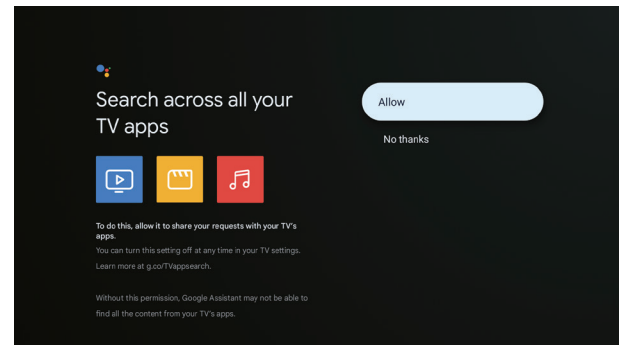 Search across all your
TV apps
Allow
No thanks
To do this, allow it to share your requests with your TV's
apps.
You can turn this setting off at any time in your TV settings.
Learn more at g.co/TVappsearch.
Without this permission, Google Assistant may not be able to
find all the content from your TV's apps.